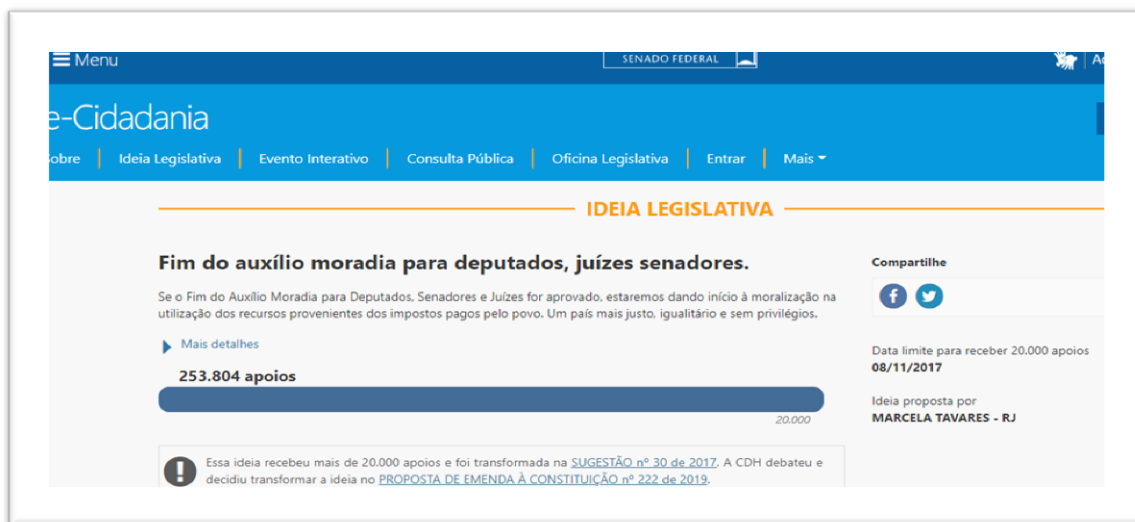 Menu
SENADO FEDERAL
e-Cidadania
Ideia Legislativa
Evento Interativo
Consulta Pública
Oficina Legislativa
Entrar
Mais
IDEIA LEGISLATIVA
Fim do auxílio moradia para deputados, juízes senadores.
Se o Fim do Auxílio Moradia para Deputados, Senadores e Juízes for aprovado, estaremos dando início à moralização na
utilização dos recursos provenientes dos impostos pagos pelo povo. Um país mais justo, igualitário e sem privilégios.
Mais detalhes
253.804 apoios
20.000
Essa ideia recebeu mais de 20.000 apoios e foi transformada na SUGESTÃO nº 30 de 2017. A CDH debateu e
decidiu transformar a ideia no PROPOSTA DE EMENDA À CONSTITUIÇÃO nº 222 de 2019.
Compartilhe
Data limite para receber 20.000 apoios
08/11/2017
Ideia proposta por
MARCELA TAVARES - RJ